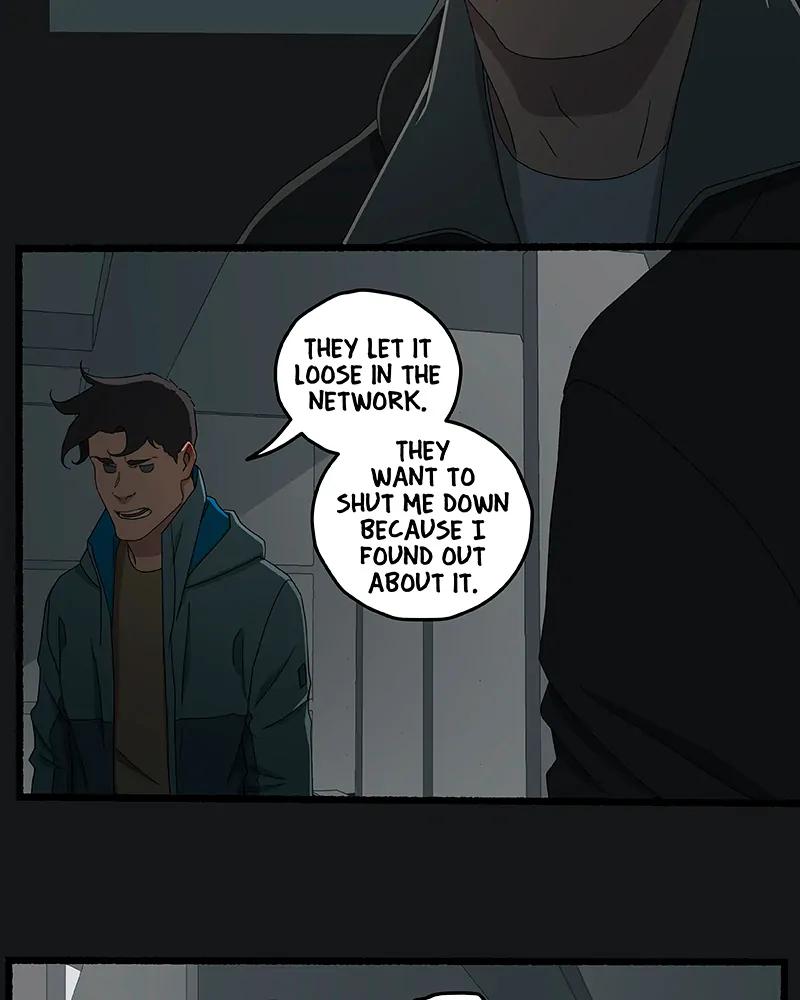 THEY LET IT
LOOSE IN THE
NETWORK.
THEY
WANT TO
SHUT ME DOWN
BECAUSE I
FOUND OUT
ABOUT IT.